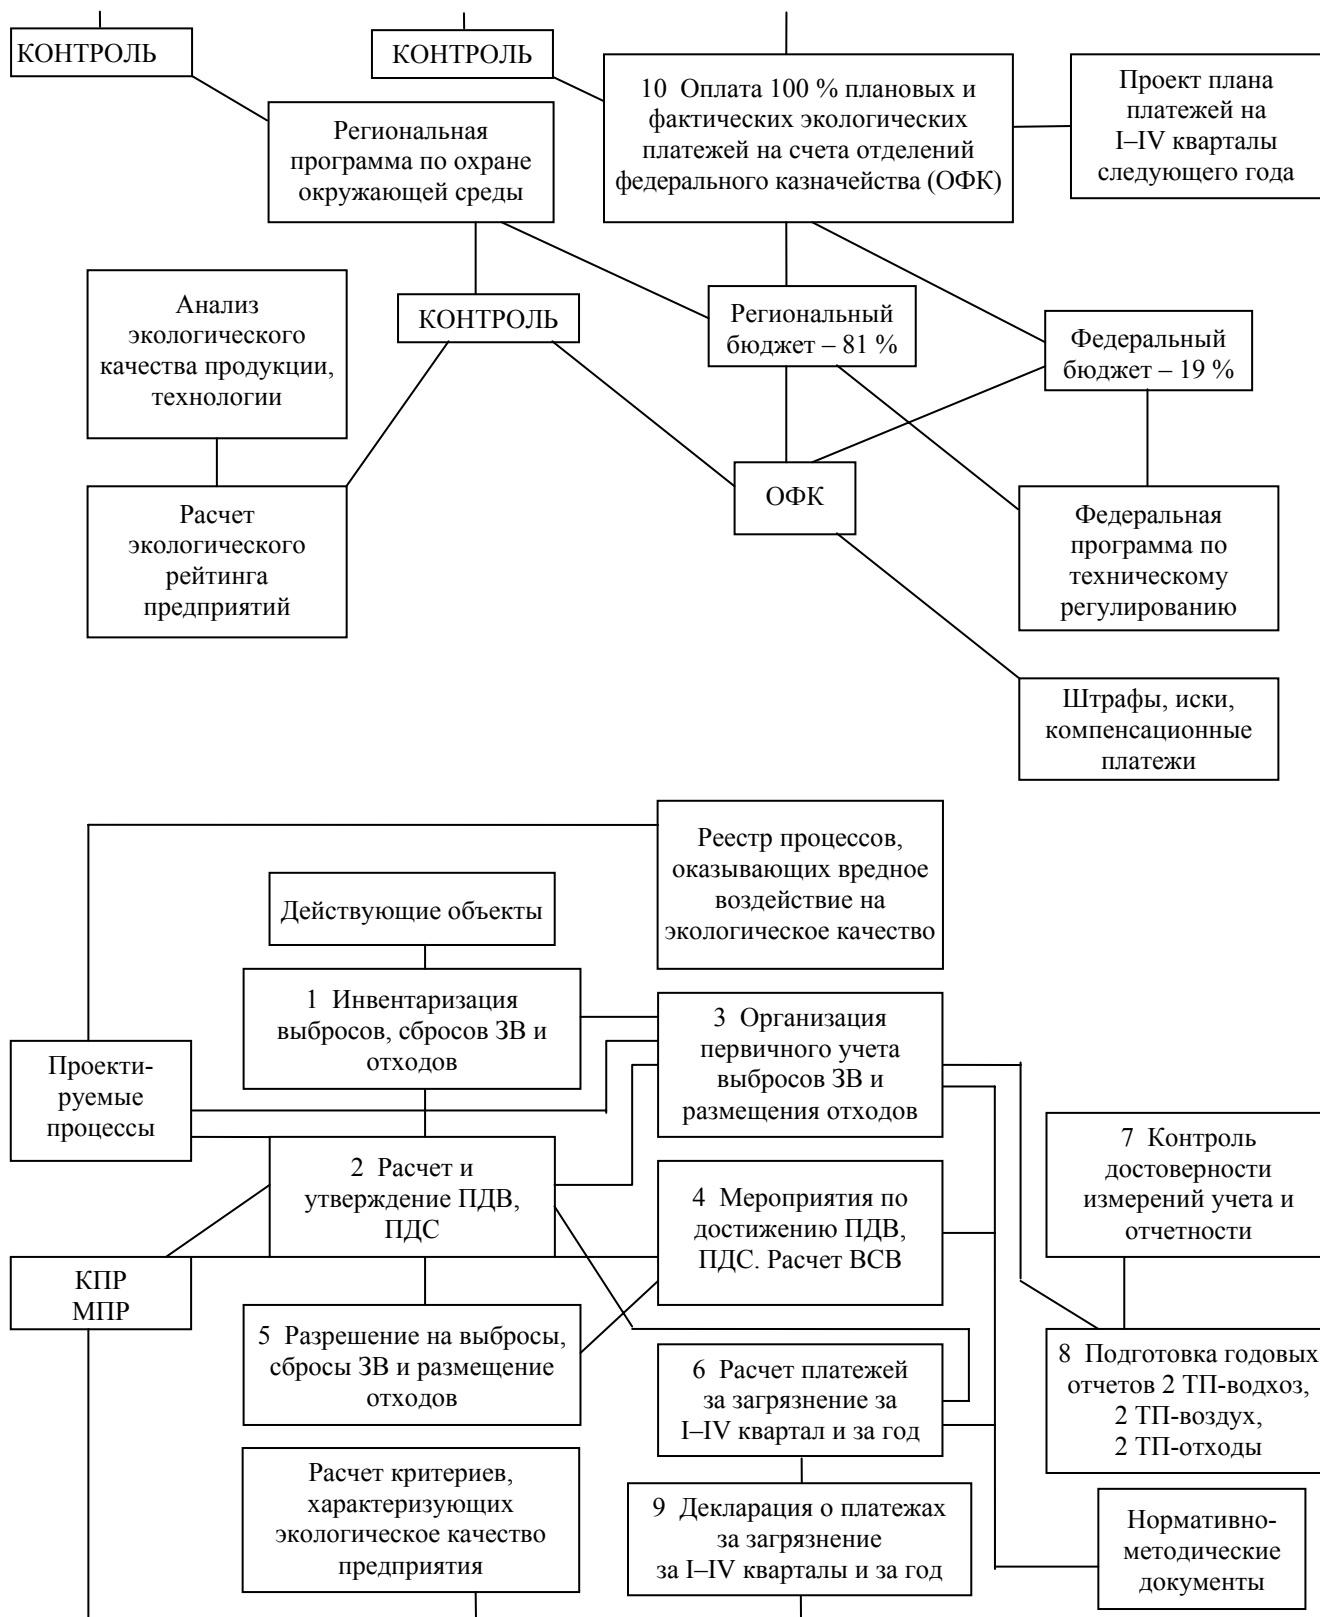 КОНТРОЛЬ
КОНТРОЛЬ
10 Оплата 100 % плановых и
фактических экологических
платежей на счета отделений
федерального казначейства (ОФК)
Проект плана
платежей на
I–IV кварталы
следующего года
Региональная
программа по охране
окружающей среды
Анализ
экологического
качества продукции,
технологии
КОНТРОЛЬ
Региональный
бюджет – 81 %
Федеральный
бюджет – 19 %
Расчет
экологического
рейтинга
предприятий
ОФК
Федеральная
программа по
техническому
регулированию
Штрафы, иски,
компенсационные
платежи
Реестр процессов,
оказывающих вредное
воздействие на
экологическое качество
Действующие объекты
1 Инвентаризация
выбросов, сбросов ЗВ и
отходов
3 Организация
первичного учета
выбросов ЗВ и
размещения отходов
Проекти-
руемые
процессы
2 Расчет и
утверждение ПДВ,
ПДС
4 Мероприятия по
достижению ПДВ,
ПДС. Расчет ВСВ
7 Контроль
достоверности
измерений учета и
отчетности
КПР
МПР
5 Разрешение на выбросы,
сбросы ЗВ и размещение
отходов
6 Расчет платежей
за загрязнение за
I–IV квартал и за год
8 Подготовка годовых
отчетов 2 ТП-водхоз,
2 ТП-воздух,
2 ТП-отходы
Расчет критериев,
характеризующих
экологическое качество
предприятия
9 Декларация о платежах
за загрязнение
за I–IV кварталы и за год
Нормативно-
методические
документы